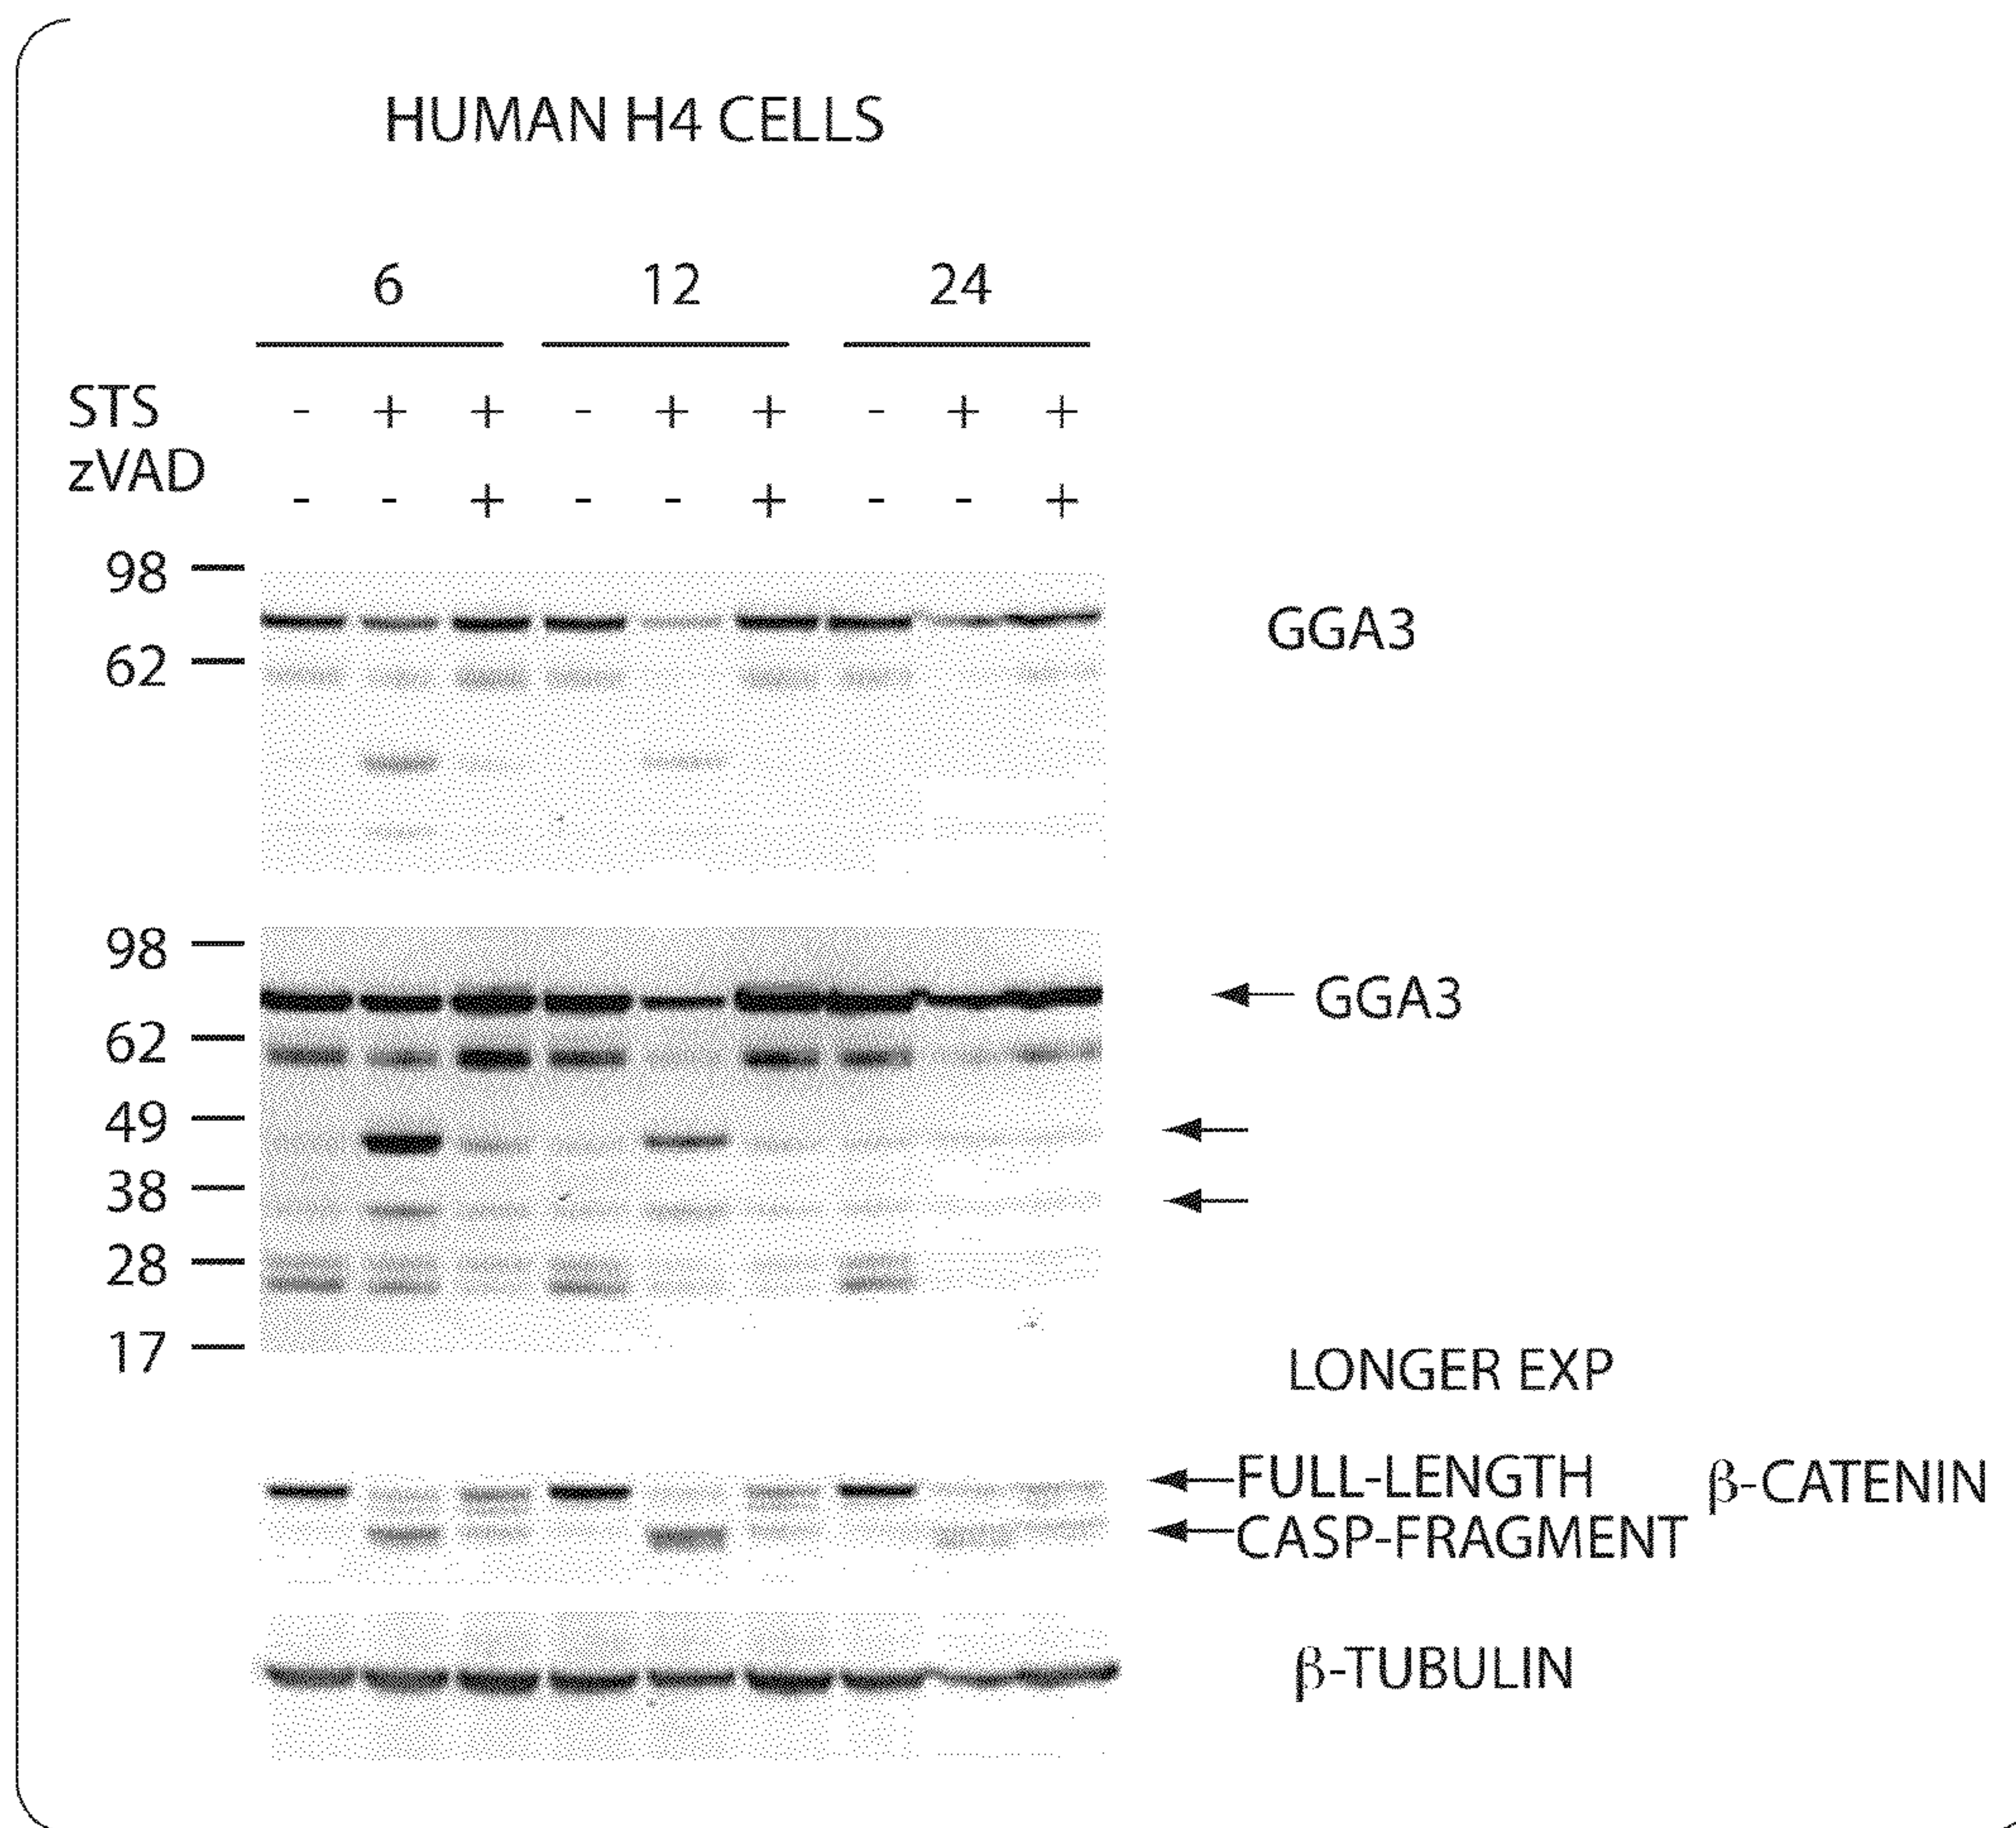 HUMAN H4 CELLS
6 12 24
STS - + + - + + - + +
zVAD - - + - - + - - +
98
62
GGA3
98
62
49
38
28
17
GGA3
LONGER EXP
FULL-LENGTH β-CATENIN
CASP-FRAGMENT
β-TUBULIN